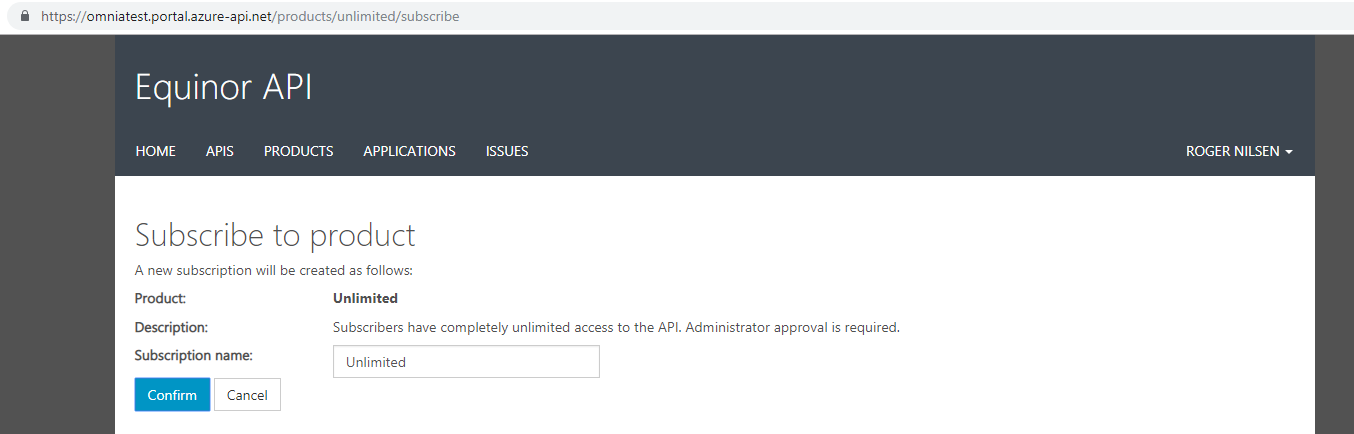 https://omniatest.portal.azure-api.net/products/unlimited/subscribe
Equinor API
HOME APIS PRODUCTS APPLICATIONS ISSUES ROGER NILSEN
Subscribe to product
A new subscription will be created as follows:
Product: Unlimited
Description: Subscribers have completely unlimited access to the API. Administrator approval is required.
Subscription name: Unlimited
Confirm Cancel